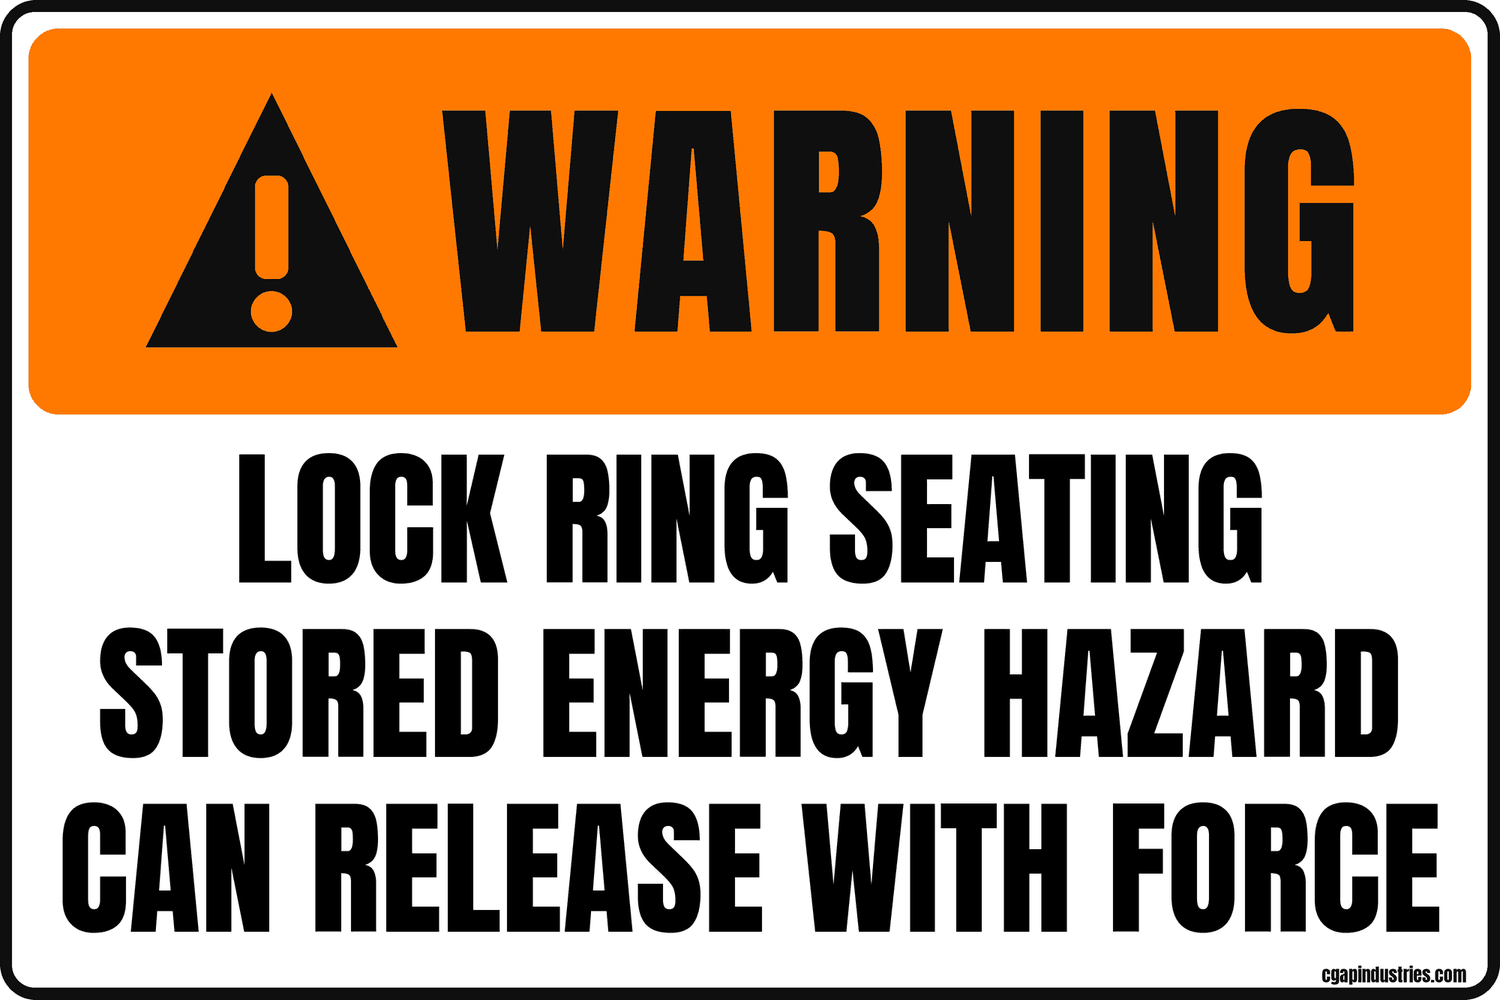 WARNING
LOCK RING SEATING
STORED ENERGY HAZARD
CAN RELEASE WITH FORCE
cgapindustries.com